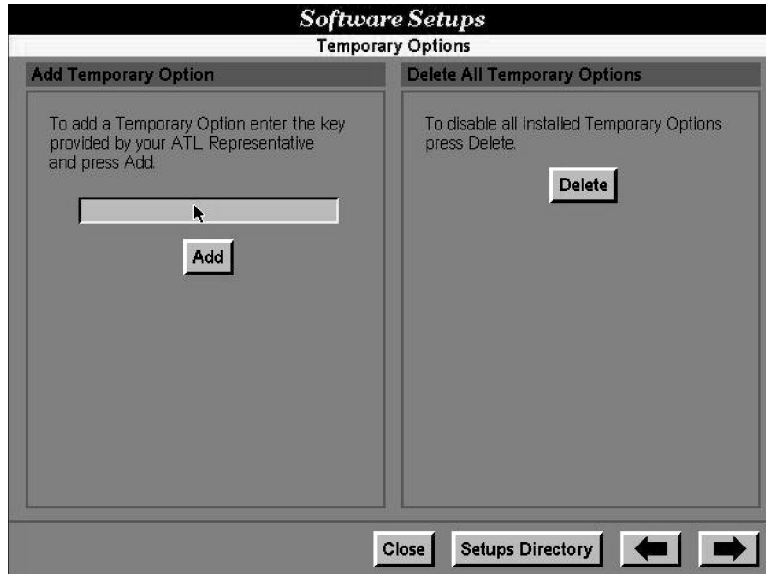 Software Setups
Temporary Options
Add Temporary Option
To add a Temporary Option enter the key
provided by your ATL Representative
and press Add.
Add
Delete All Temporary Options
To disable all installed Temporary Options
press Delete.
Delete
Close
Setups Directory